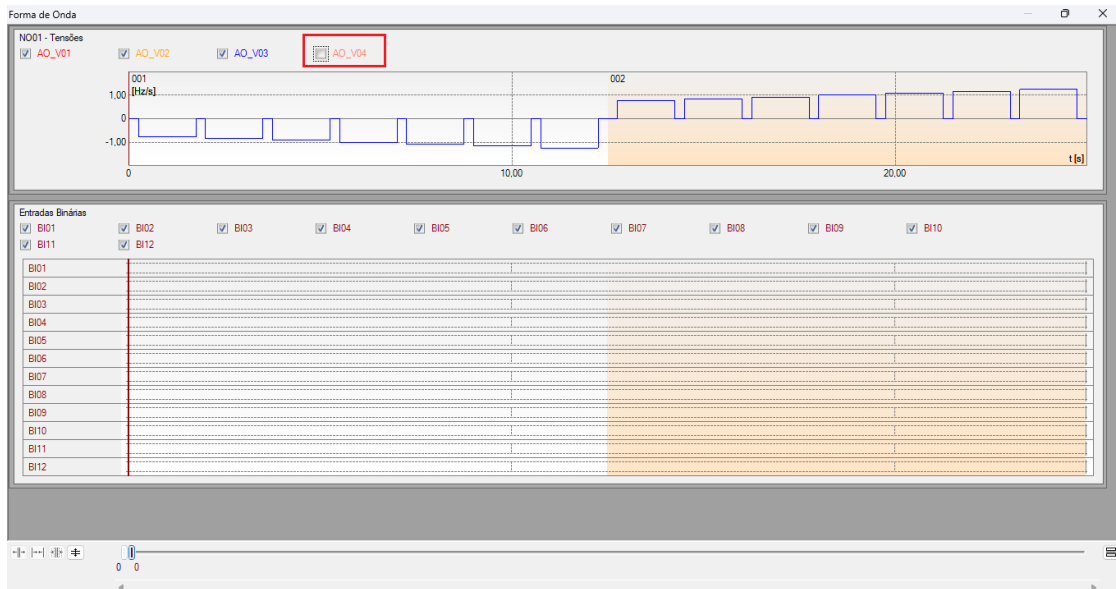 Forma de Onda
NO01 - Tensões
AO_V01 AO_V02 AO_V03 AO_V04
001 002
[Hz/s]
1,00
0
-1,00
t [s]
0 10,00 20,00
Entradas Binárias
BI01 BI02 BI03 BI04 BI05 BI06 BI07 BI08 BI09 BI10
BI11 BI12
BI01
BI02
BI03
BI04
BI05
BI06
BI07
BI08
BI09
BI10
BI11
BI12
0 0